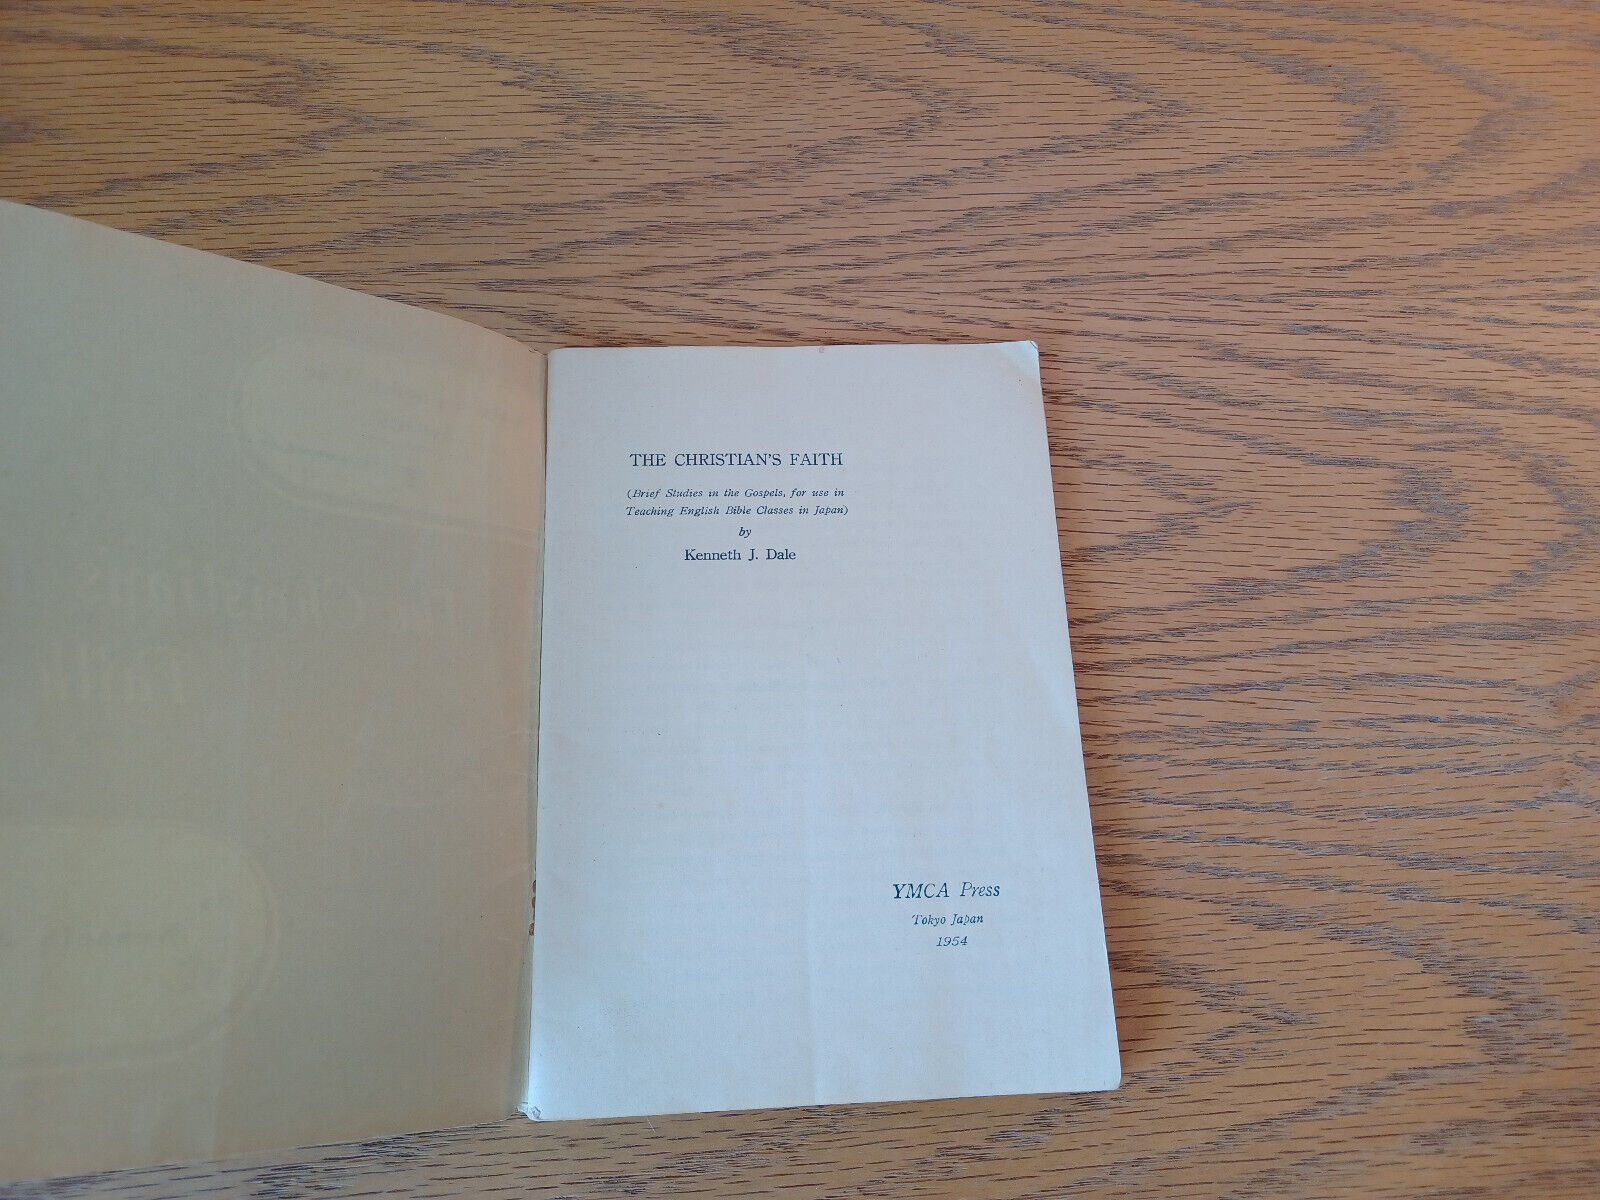 THE CHRISTIAN'S FAITH
(Brief Studies in the Gospels, for use in
Teaching English Bible Classes in Japan)
by
Kenneth J. Dale
YMCA Press
Tokyo Japan
1954